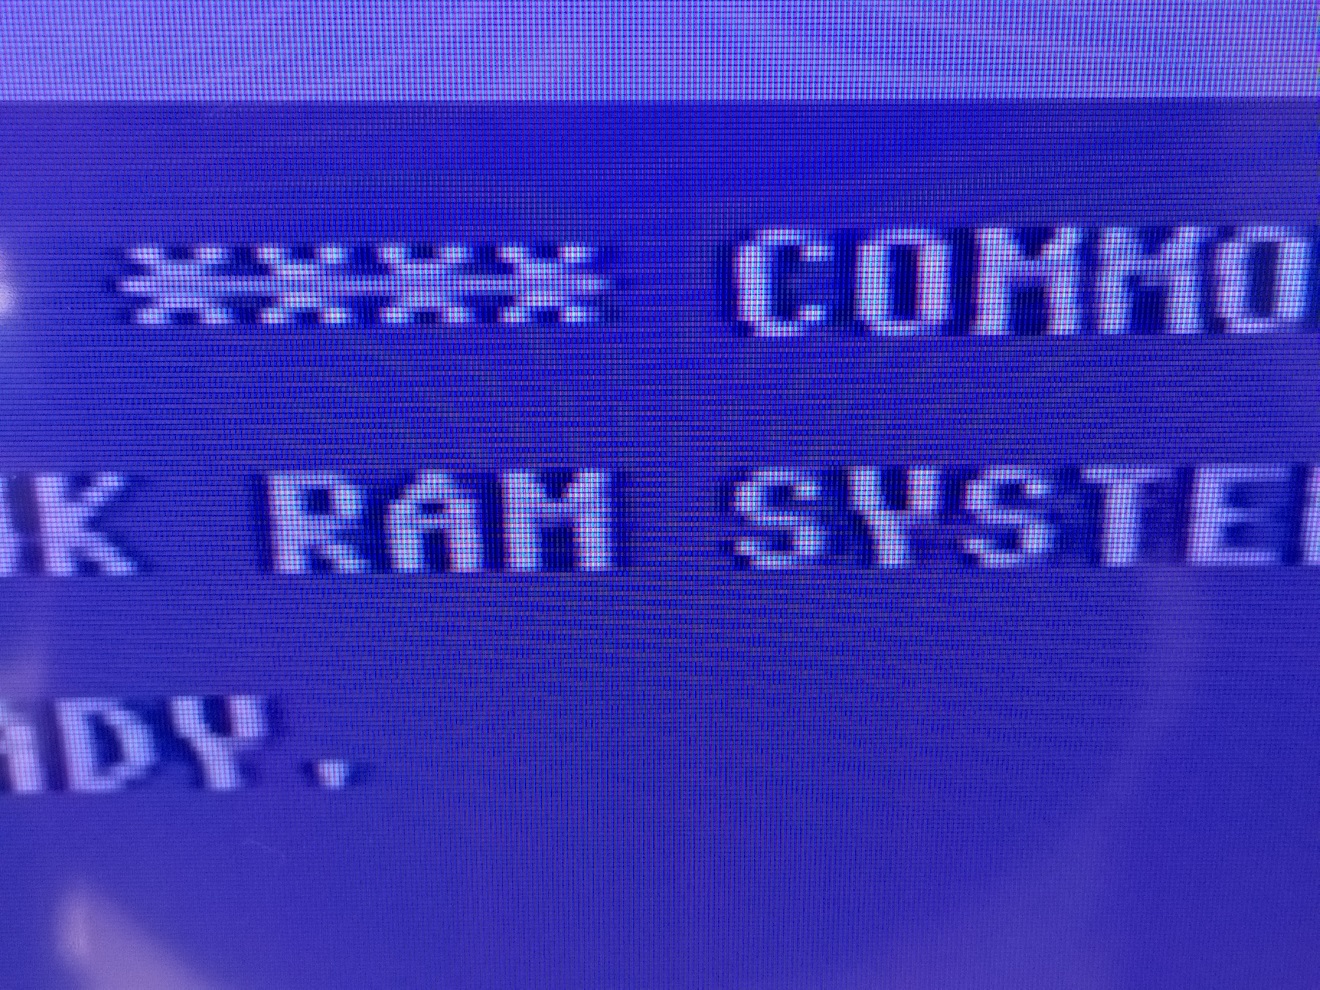 **** COMMO
K RAM SYSTE
ADY.